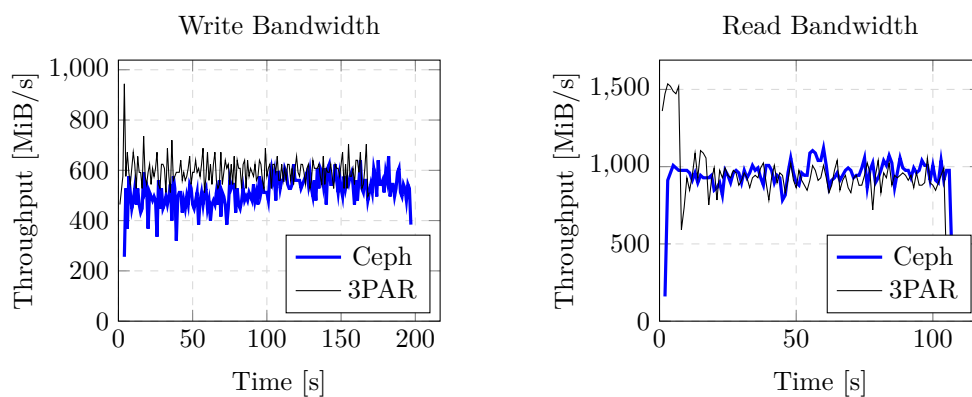 Write Bandwidth
Throughput [MiB/s]
1,000
800
600
400
200
0
0 50 100 150 200
Time [s]
Ceph
3PAR
Read Bandwidth
Throughput [MiB/s]
1,500
1,000
500
0
0 50 100
Time [s]
Ceph
3PAR